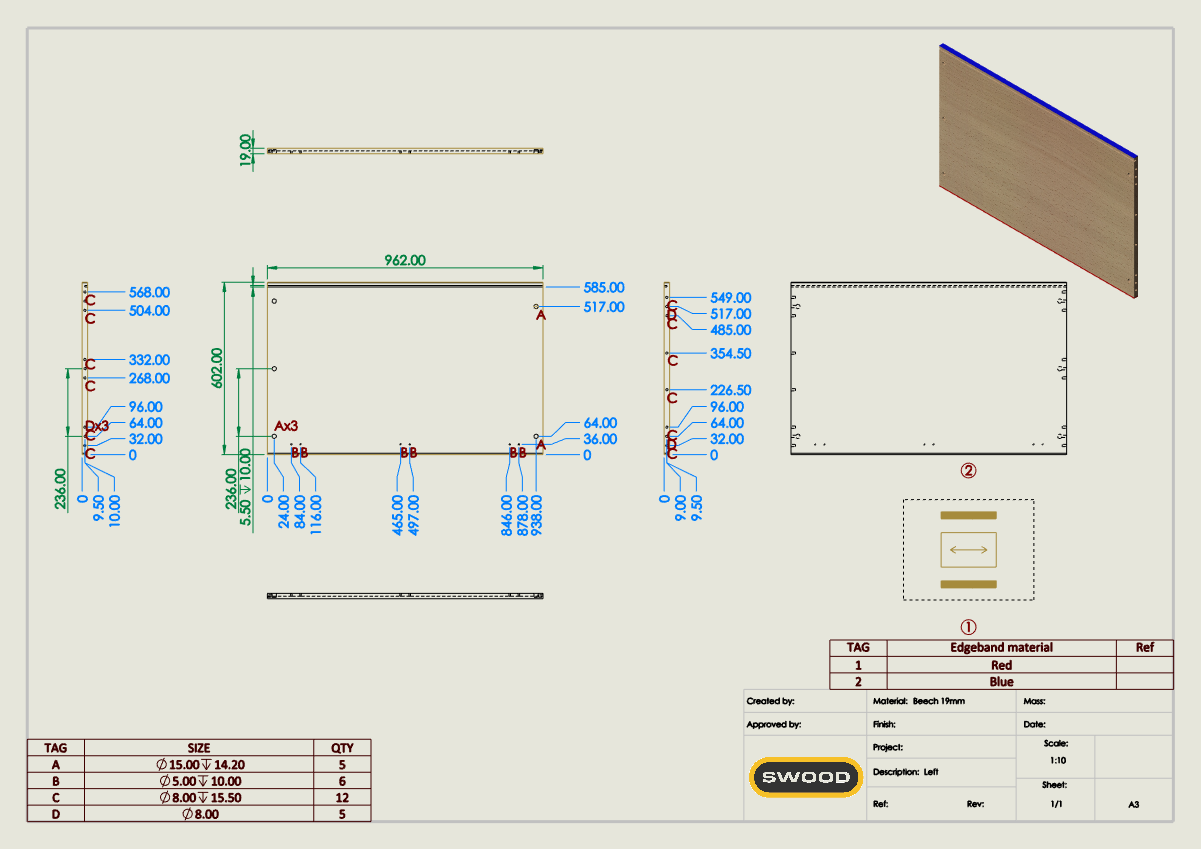 19.00
962.00
602.00
236.00
5.50 ↧ 10.00
585.00
517.00
A
64.00
36.00
A
0
Ax3
B B
B B
B B
0
24.00
84.00
116.00
465.00
497.00
846.00
878.00
938.00
568.00
C
504.00
C
332.00
C
268.00
C
96.00
Dx3
64.00
C
32.00
C
0
236.00
0
9.50
10.00
549.00
C
517.00
D
485.00
C
354.50
C
226.50
C
96.00
C
64.00
D
32.00
C
0
0
9.00
9.50
②
①
TAG Edgeband material Ref
1 Red
2 Blue
Created by: Material: Beech 19mm Mass:
Approved by: Finish: Date:
Project: Scale:
1:10
SWOOD
Description: Left
Sheet:
Ref: Rev: 1/1 A3
TAG SIZE QTY
A ∅15.00 ↧ 14.20 5
B ∅5.00 ↧ 10.00 6
C ∅8.00 ↧ 15.50 12
D ∅8.00 5